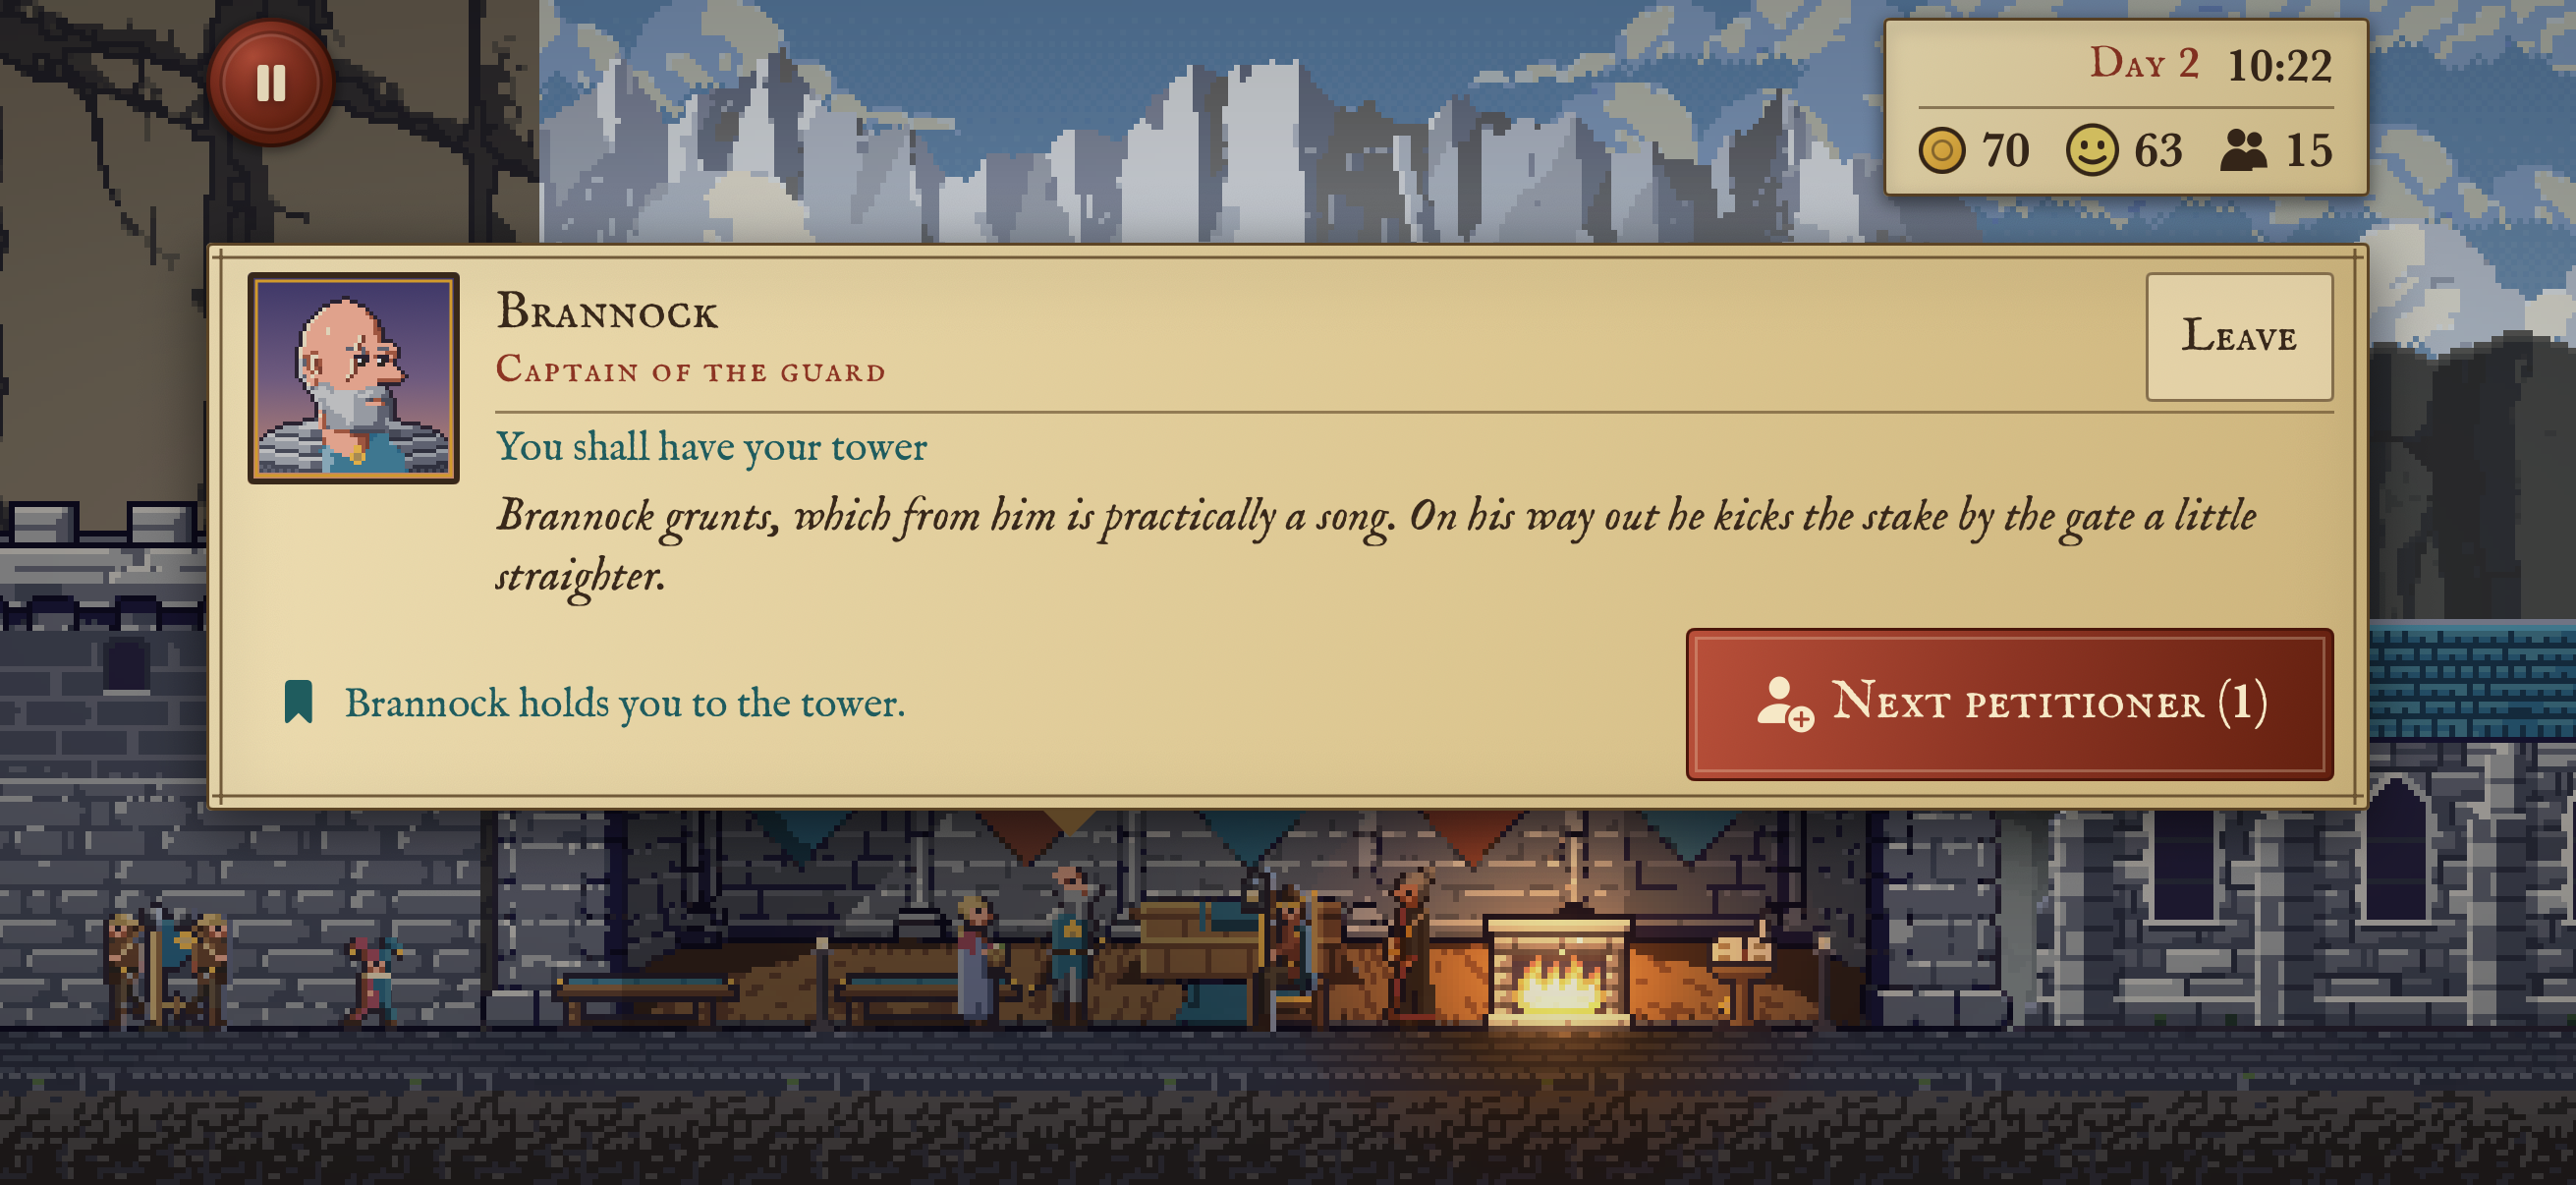 Day 2 10:22
70 63 15
Brannock
Captain of the guard
Leave
You shall have your tower
Brannock grunts, which from him is practically a song. On his way out he kicks the stake by the gate a little
straighter.
Brannock holds you to the tower.
Next petitioner (1)